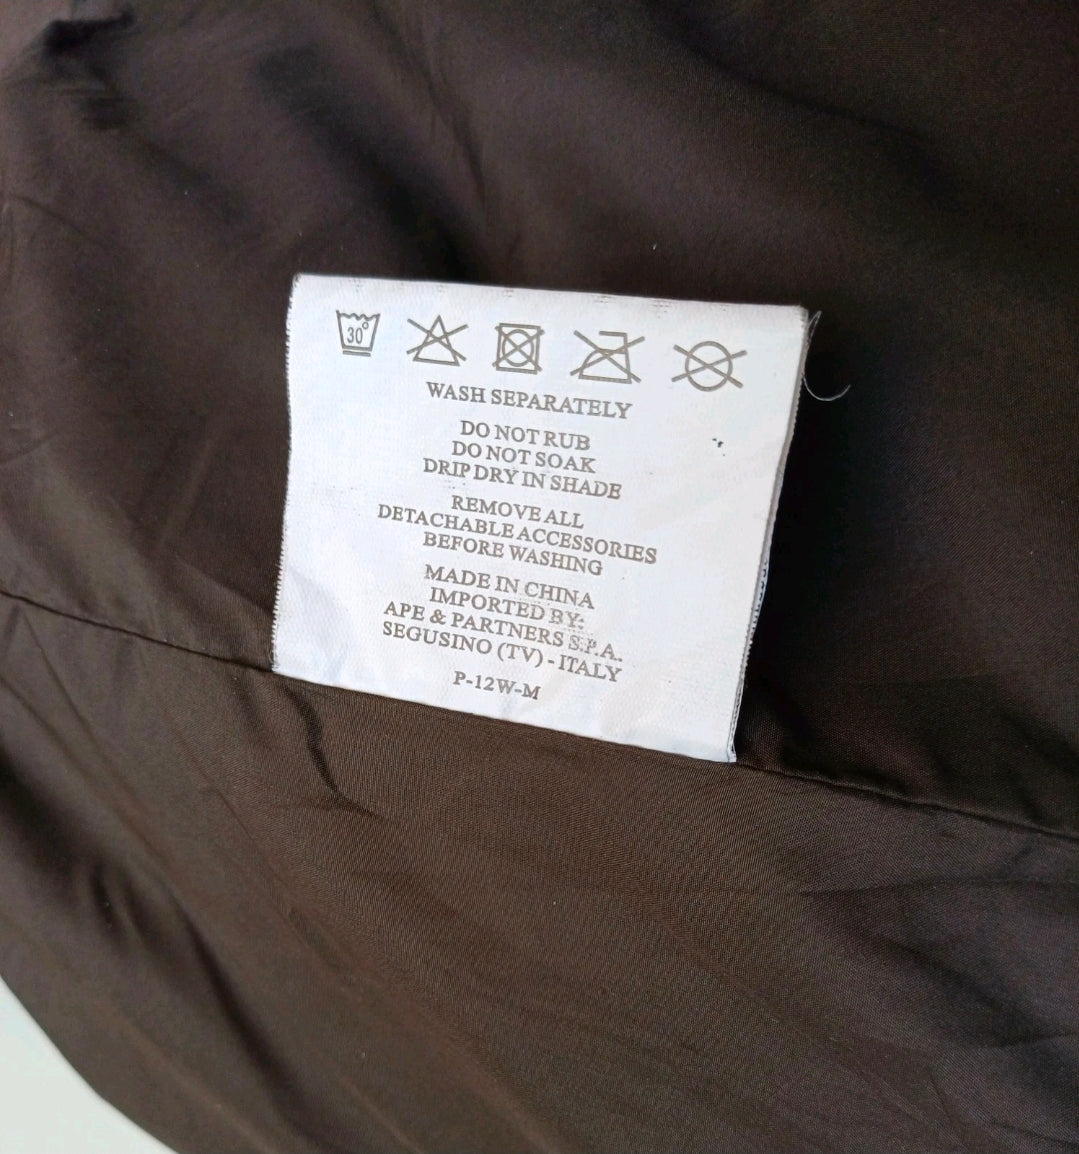 30°
WASH SEPARATELY
DO NOT RUB
DO NOT SOAK
DRIP DRY IN SHADE
REMOVE ALL
DETACHABLE ACCESSORIES
BEFORE WASHING
MADE IN CHINA
IMPORTED BY:
APE & PARTNERS S.P.A.
SEGUSINO (TV) - ITALY
P-12W-M